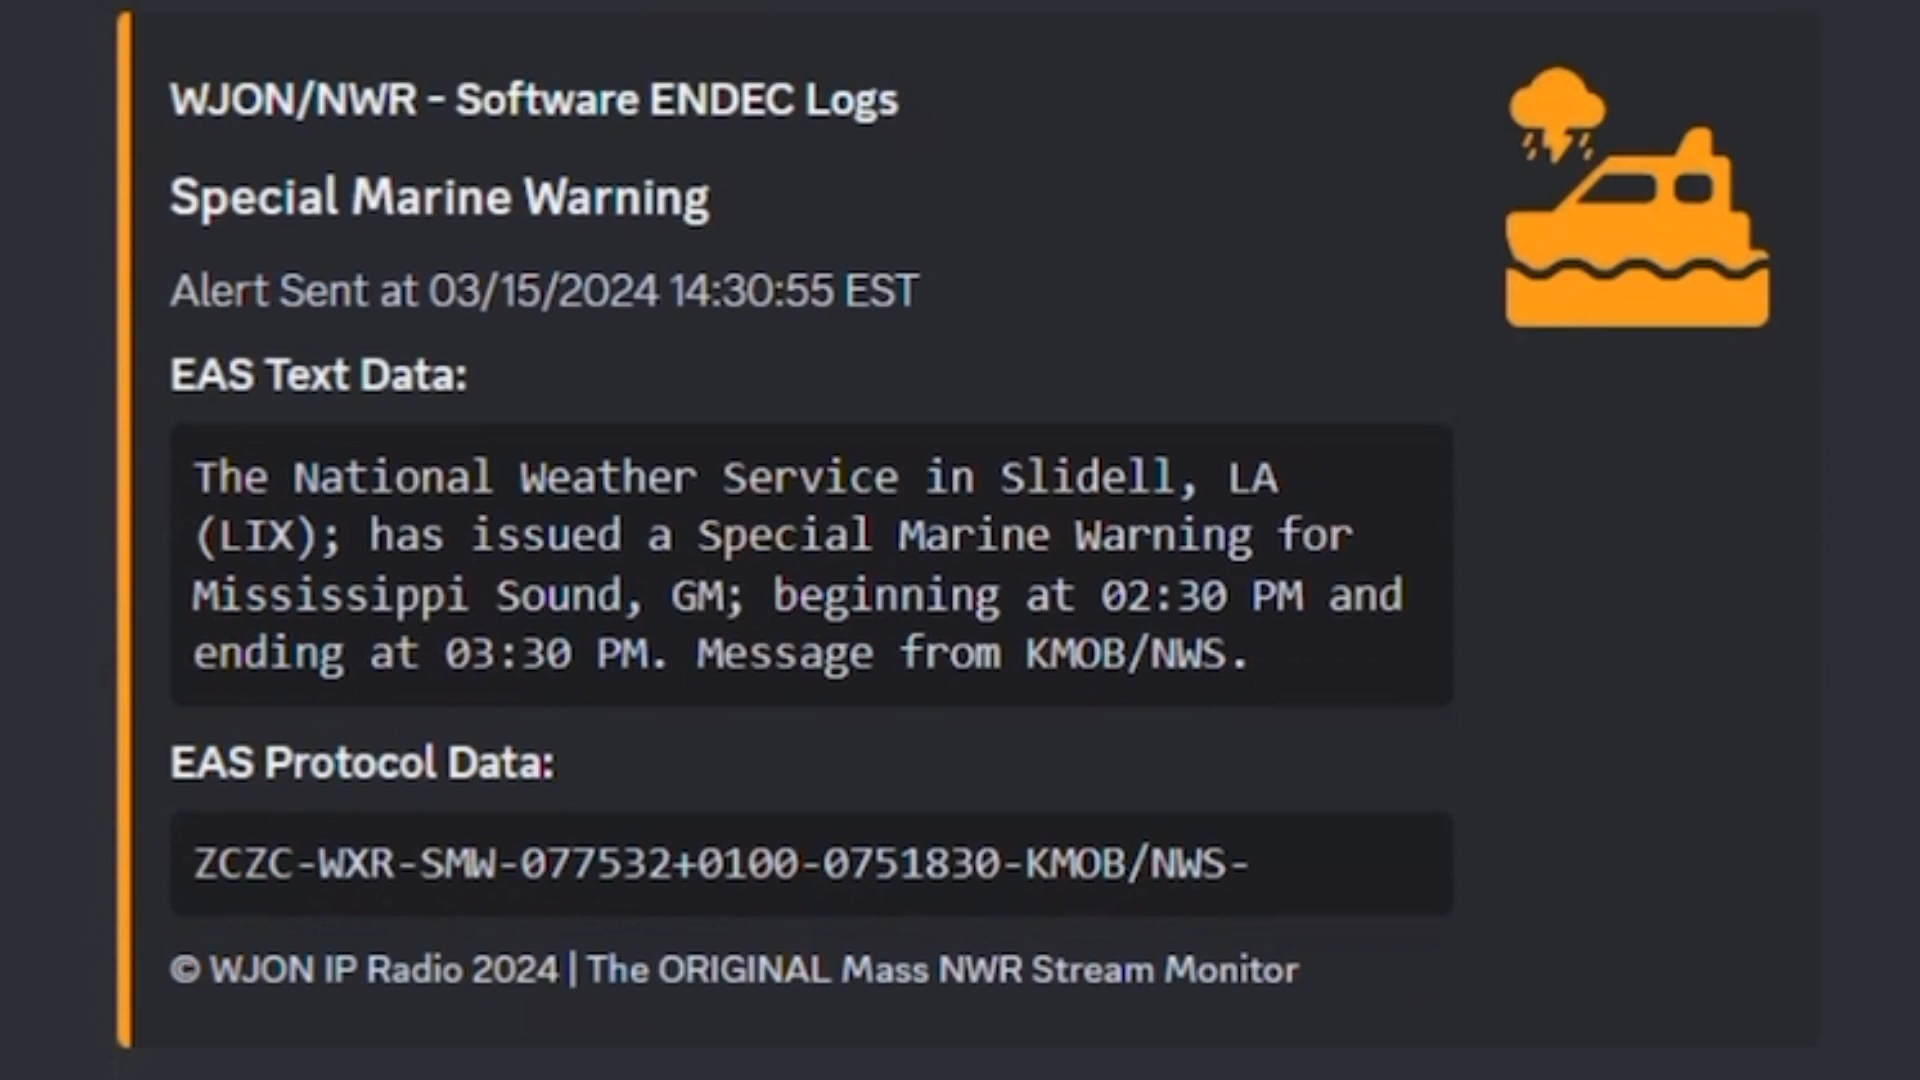 WJON/NWR - Software ENDEC Logs
Special Marine Warning
Alert Sent at 03/15/2024 14:30:55 EST
EAS Text Data:
The National Weather Service in Slidell, LA
(LIX); has issued a Special Marine Warning for
Mississippi Sound, GM; beginning at 02:30 PM and
ending at 03:30 PM. Message from KMOB/NWS.
EAS Protocol Data:
ZCZC-WXR-SMW-077532+0100-0751830-KMOB/NWS-
© WJON IP Radio 2024 | The ORIGINAL Mass NWR Stream Monitor